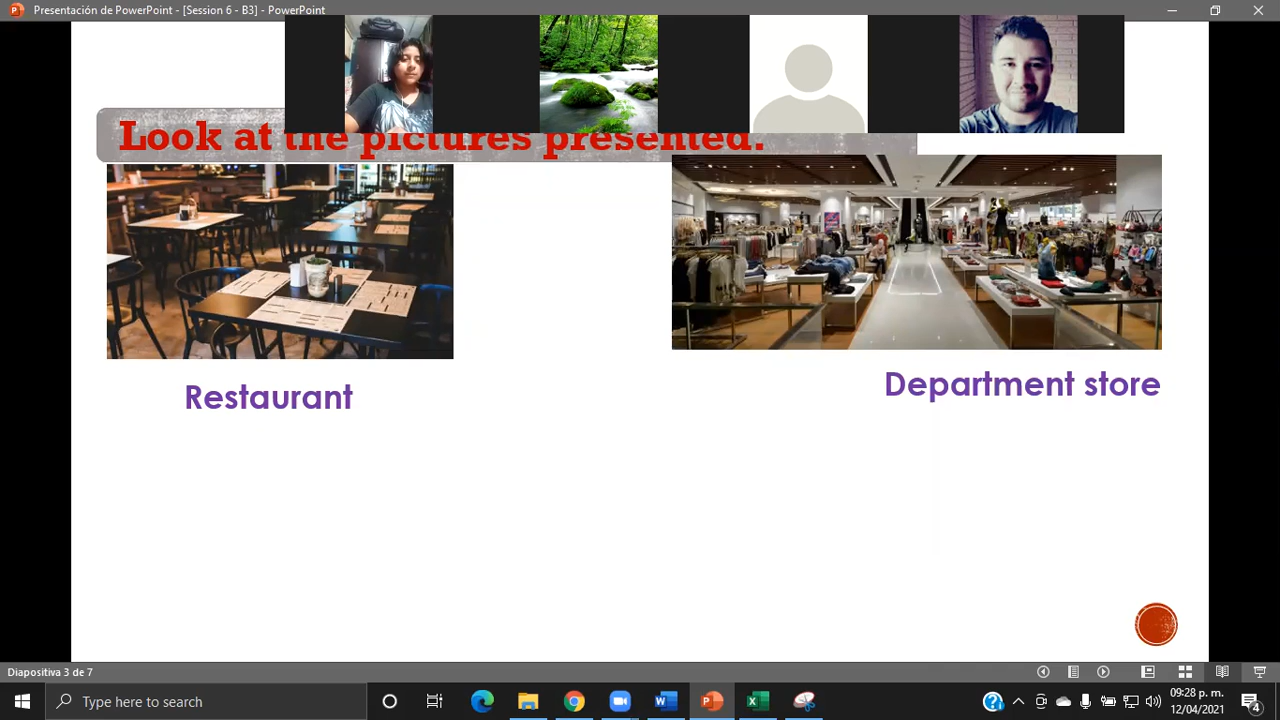 Presentación de PowerPoint - [Session 6 - B3] - PowerPoint
Look at the pictures presented.
Restaurant
Department store
Diapositiva 3 de 7
Type here to search
09:28 p. m.
12/04/2021
4